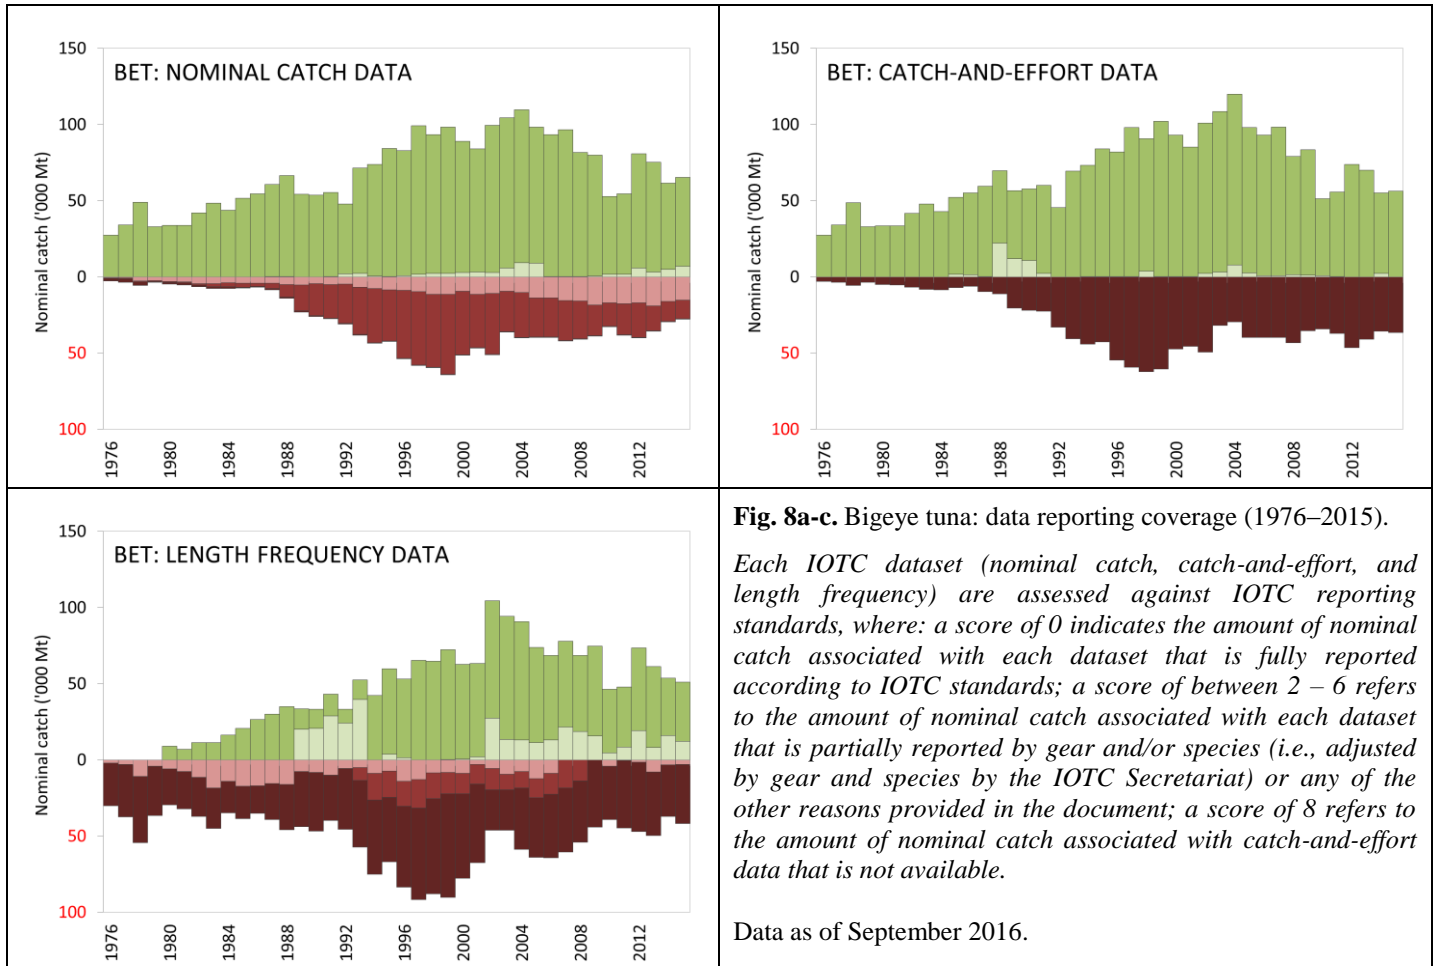 BET: NOMINAL CATCH DATA
Nominal catch ('000 Mt)
150
100
50
0
50
100
1976
1980
1984
1988
1992
1996
2000
2004
2008
2012
BET: CATCH-AND-EFFORT DATA
Nominal catch ('000 Mt)
150
100
50
0
50
100
1976
1980
1984
1988
1992
1996
2000
2004
2008
2012
BET: LENGTH FREQUENCY DATA
Nominal catch ('000 Mt)
150
100
50
0
50
100
1976
1980
1984
1988
1992
1996
2000
2004
2008
2012
Fig. 8a-c. Bigeye tuna: data reporting coverage (1976–2015).
Each IOTC dataset (nominal catch, catch-and-effort, and
length frequency) are assessed against IOTC reporting
standards, where: a score of 0 indicates the amount of nominal
catch associated with each dataset that is fully reported
according to IOTC standards; a score of between 2 – 6 refers
to the amount of nominal catch associated with each dataset
that is partially reported by gear and/or species (i.e., adjusted
by gear and species by the IOTC Secretariat) or any of the
other reasons provided in the document; a score of 8 refers to
the amount of nominal catch associated with catch-and-effort
data that is not available.
Data as of September 2016.